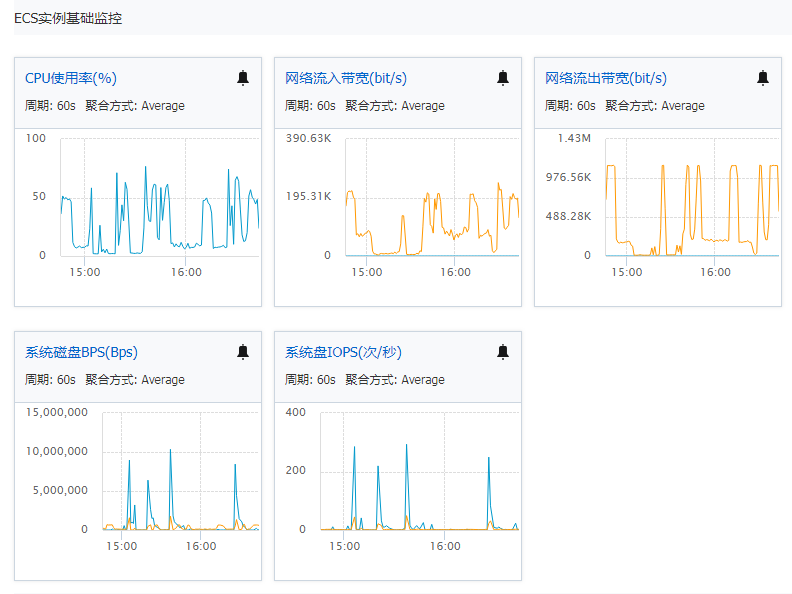 ECS实例基础监控
CPU使用率(%)
周期: 60s 聚合方式: Average
100
50
0
15:00 16:00
网络流入带宽(bit/s)
周期: 60s 聚合方式: Average
390.63K
195.31K
0
15:00 16:00
网络流出带宽(bit/s)
周期: 60s 聚合方式: Average
1.43M
976.56K
488.28K
0
15:00 16:00
系统磁盘BPS(Bps)
周期: 60s 聚合方式: Average
15,000,000
10,000,000
5,000,000
0
15:00 16:00
系统盘IOPS(次/秒)
周期: 60s 聚合方式: Average
400
200
0
15:00 16:00